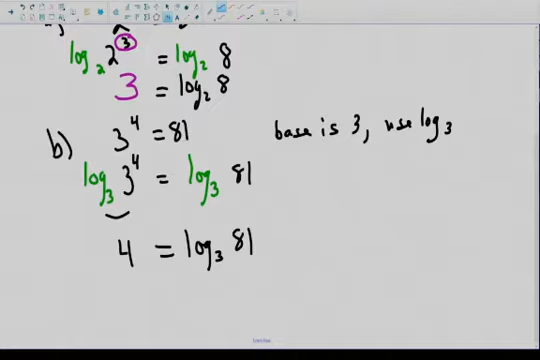 log₂ 2³ = log₂ 8
3 = log₂ 8
b) 3⁴ = 81 base is 3, use log₃
log₃ 3⁴ = log₃ 81
4 = log₃ 81